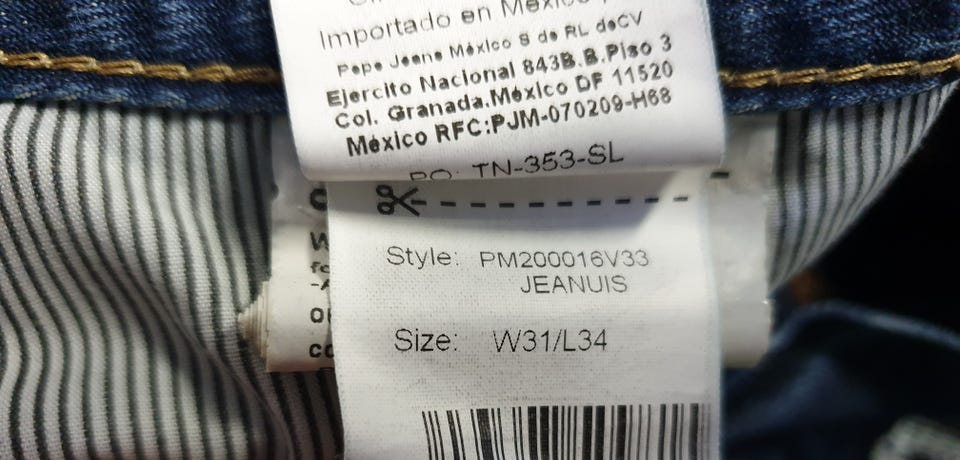 Importado en México
Pepe Jeans México S de RL deCV
Ejercito Nacional 843B.B.Piso 3
Col. Granada.México DF 11520
México RFC:PJM-070209-H68
PO: TN-353-SL
Style: PM200016V33
JEANUIS
Size: W31/L34